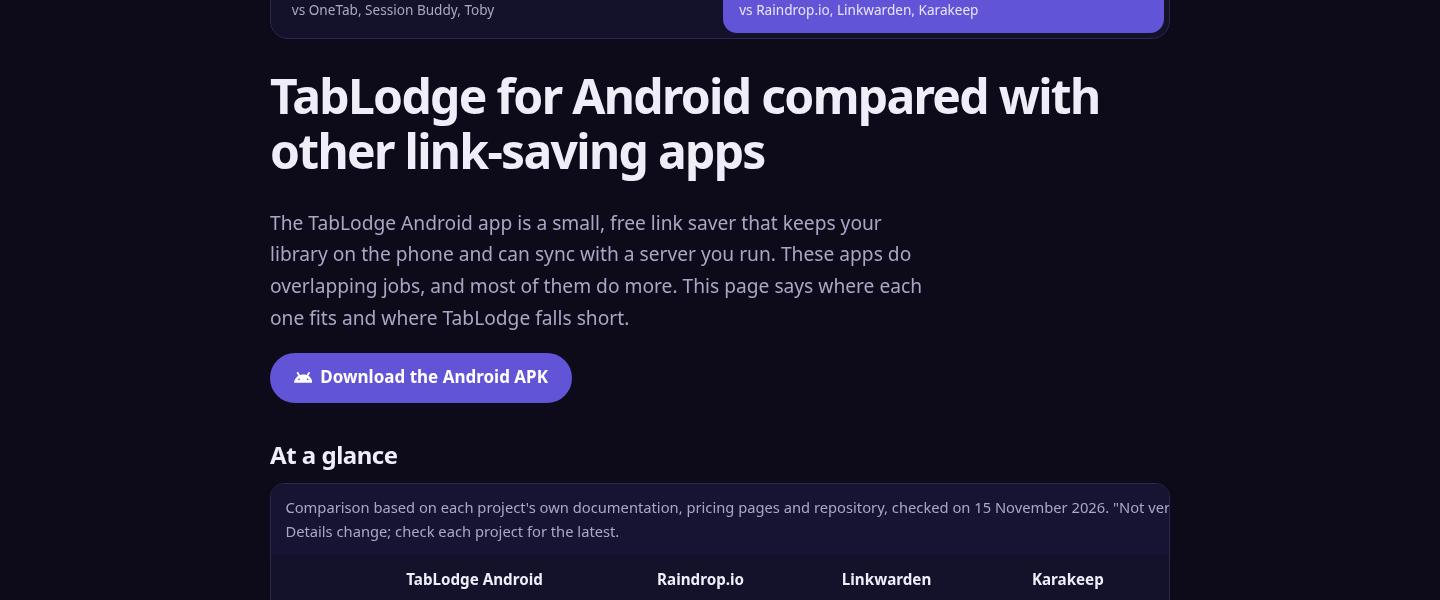 vs OneTab, Session Buddy, Toby
vs Raindrop.io, Linkwarden, Karakeep
TabLodge for Android compared with
other link-saving apps
The TabLodge Android app is a small, free link saver that keeps your
library on the phone and can sync with a server you run. These apps do
overlapping jobs, and most of them do more. This page says where each
one fits and where TabLodge falls short.
Download the Android APK
At a glance
Comparison based on each project's own documentation, pricing pages and repository, checked on 15 November 2026. "Not
Details change; check each project for the latest.
TabLodge Android Raindrop.io Linkwarden Karakeep